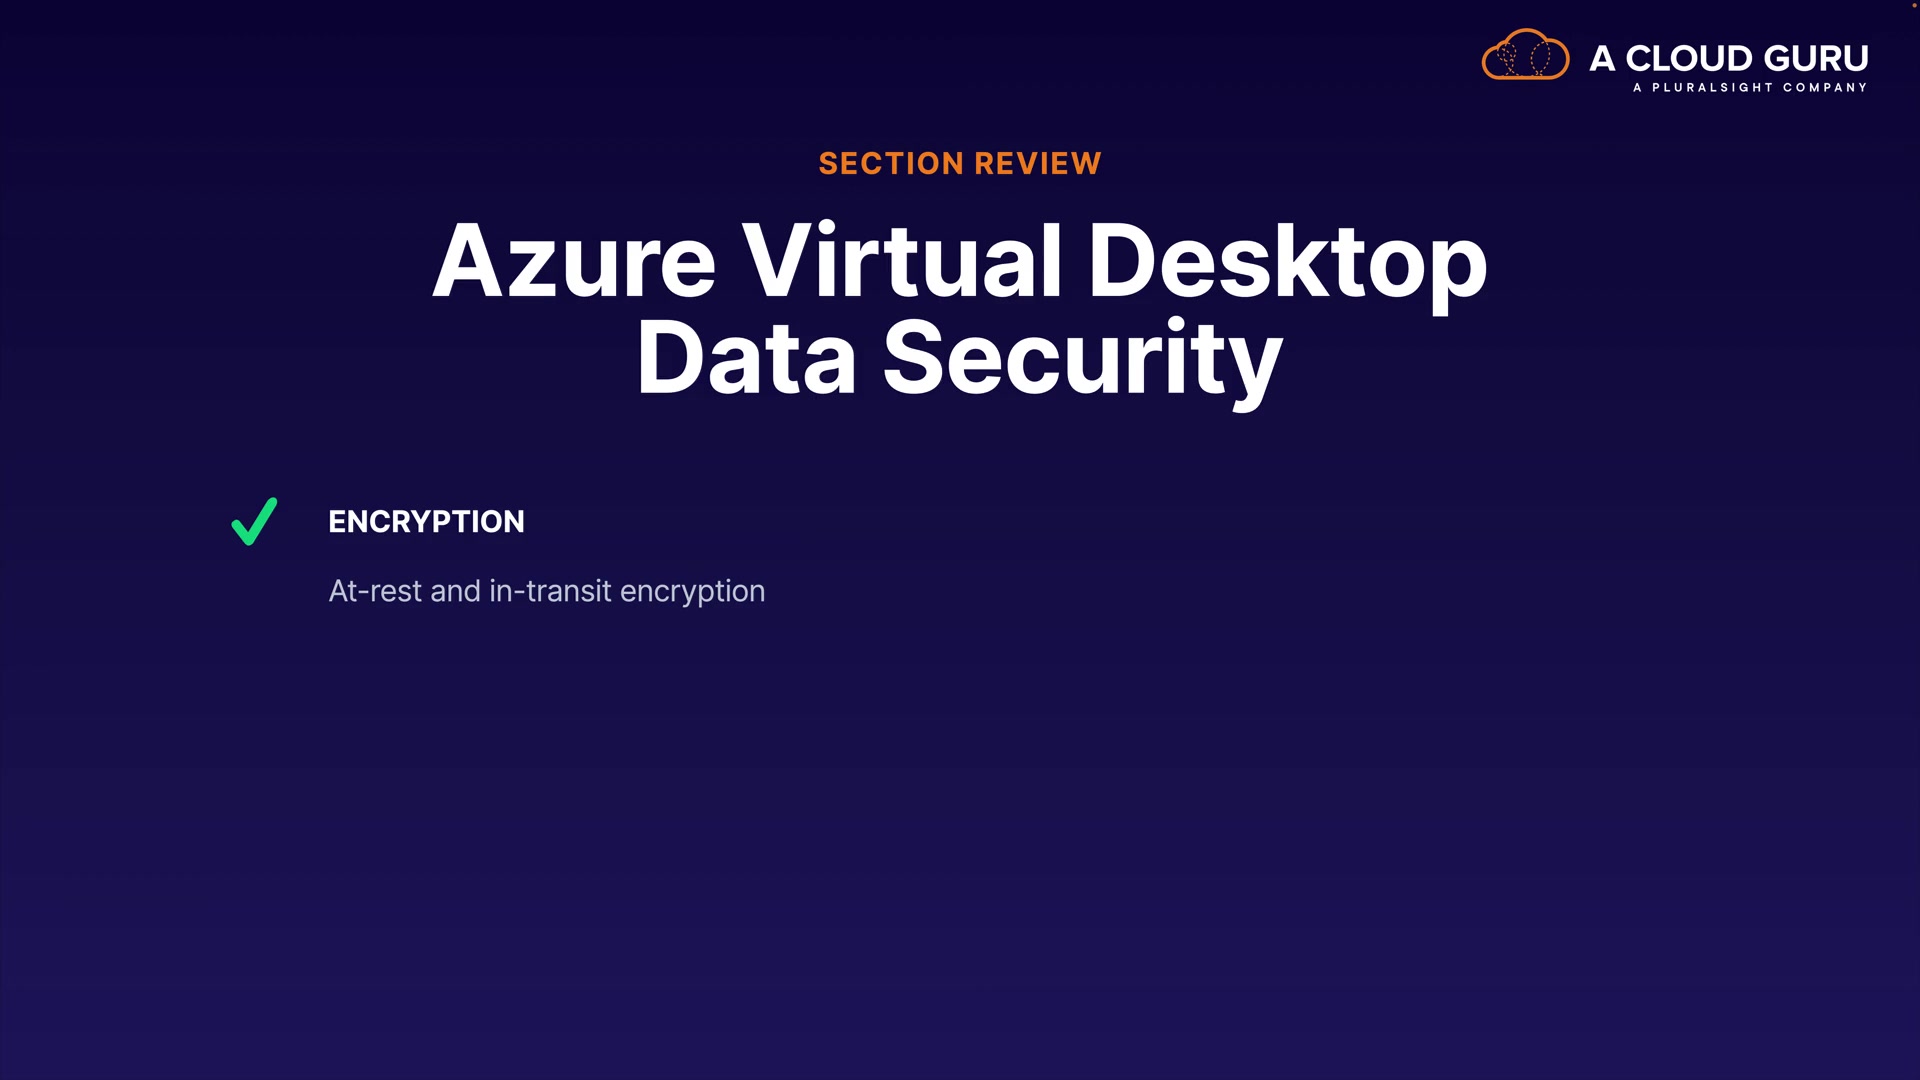 A CLOUD GURU
A PLURALSIGHT COMPANY
SECTION REVIEW
Azure Virtual Desktop
Data Security
ENCRYPTION
At-rest and in-transit encryption